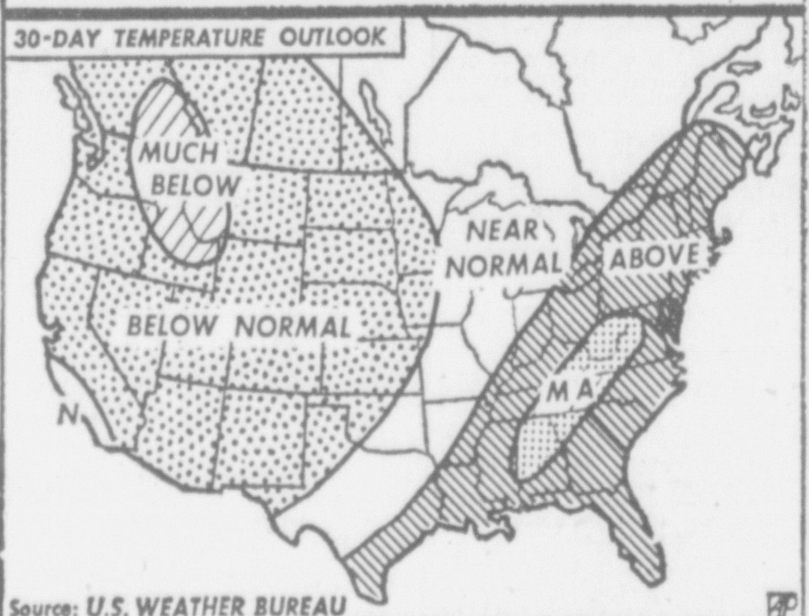 30-DAY TEMPERATURE OUTLOOK
MUCH
BELOW
NEAR
NORMAL
ABOVE
BELOW NORMAL
MA
N
Source: U.S. WEATHER BUREAU
AP